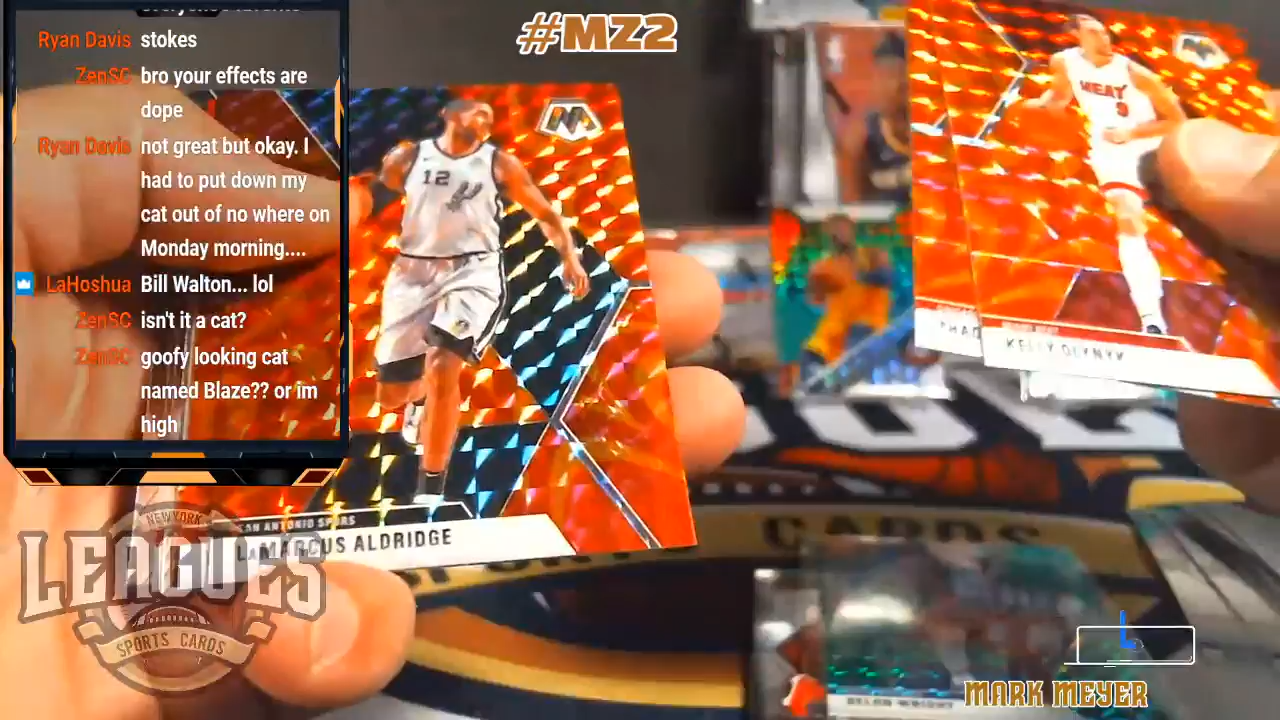 #MZ2
Ryan Davis stokes
ZenSC bro your effects are
dope
Ryan Davis not great but okay. I
had to put down my
cat out of no where on
Monday morning....
LaHoshua Bill Walton... lol
ZenSC isn't it a cat?
ZenSC goofy looking cat
named Blaze?? or im
high
12
HEAT
9
KELLY OLYNYK
SAN ANTONIO SPURS
LAMARCUS ALDRIDGE
NEW YORK
LEAGUES
SPORTS CARDS
CARDS
DELON WRIGHT
L
MARK MEYER